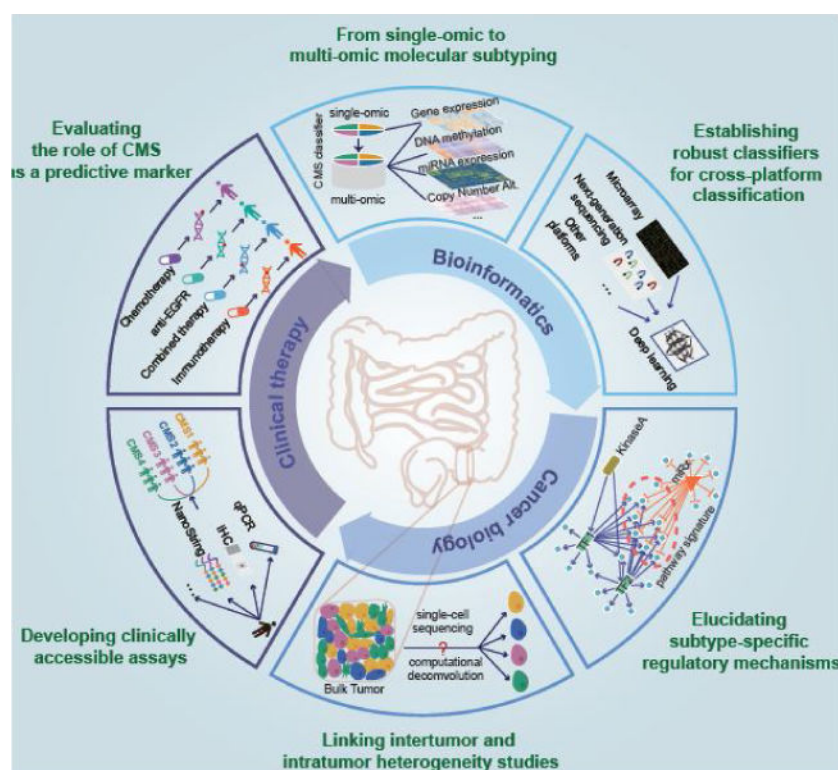 From single-omic to
multi-omic molecular subtyping
Evaluating
the role of CMS
as a predictive marker
Establishing
robust classifiers
for cross-platform
classification
CMS classifier
single-omic
multi-omic
Gene expression
DNA methylation
miRNA expression
Copy Number Alt.
...
Microarray
Next-generation
sequencing
Other
platforms
...
Deep learning
Chemotherapy
anti-EGFR
Combined therapy
Immunotherapy
Bioinformatics
Clinical therapy
Cancer biology
CMS1
CMS2
CMS3
CMS4
qPCR
IHC
NanoString
...
KinaseA
miRx
TF1
TF2
pathway signature
Developing clinically
accessible assays
Elucidating
subtype-specific
regulatory mechanisms
single-cell
sequencing
?
computational
deconvolution
Bulk Tumor
Linking intertumor and
intratumor heterogeneity studies